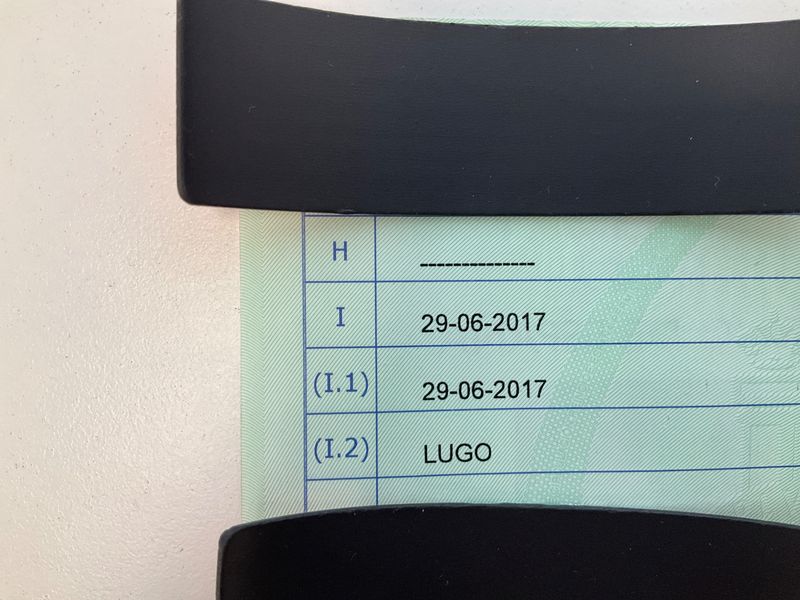 H --------------
I 29-06-2017
(I.1) 29-06-2017
(I.2) LUGO